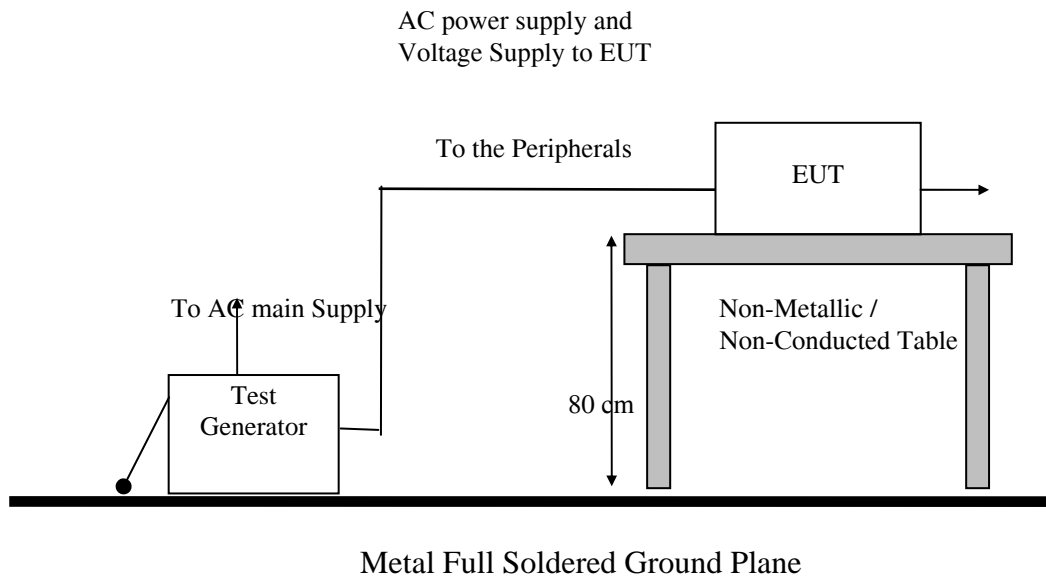 AC power supply and
Voltage Supply to EUT
To the Peripherals
EUT
To AC main Supply
Non-Metallic /
Non-Conducted Table
Test
Generator
80 cm
Metal Full Soldered Ground Plane